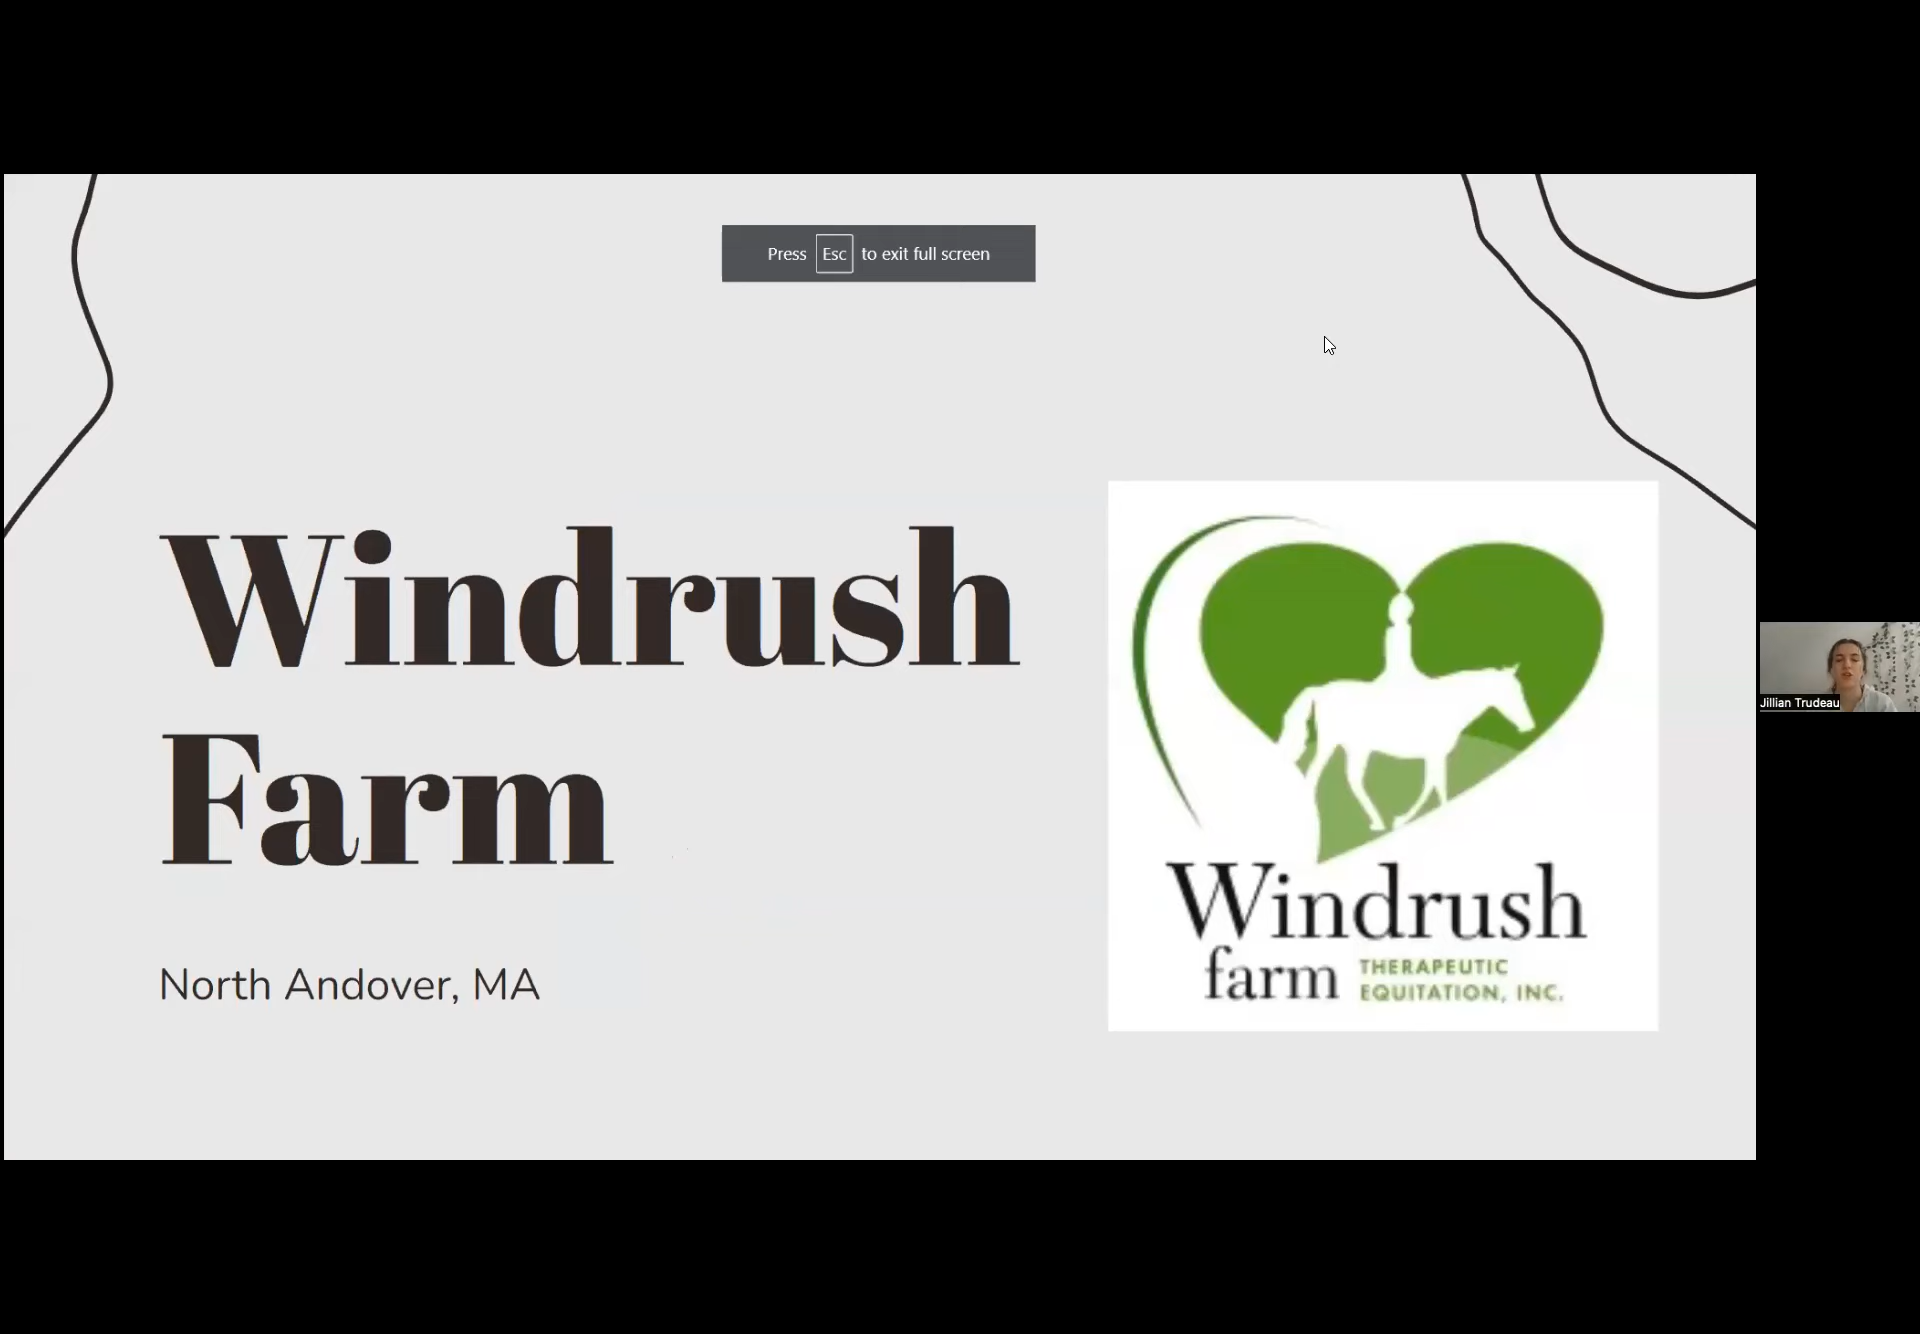 Press Esc to exit full screen
Windrush
Farm
North Andover, MA
Windrush
farm THERAPEUTIC
EQUITATION, INC.
Jillian Trudeau